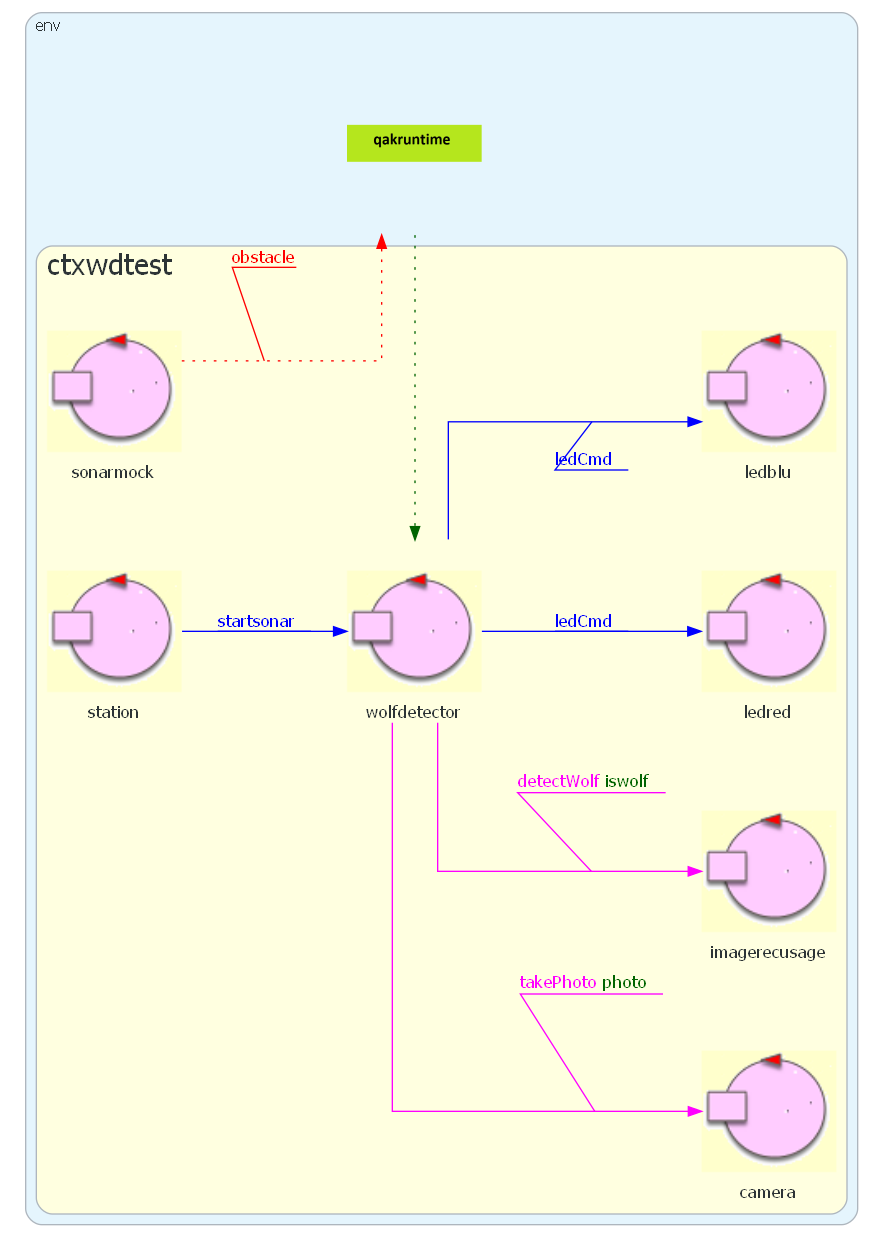 env
qakruntime
ctxwdtest
obstacle
sonarmock
ledCmd
ledblu
startsonar
ledCmd
station
wolfdetector
ledred
detectWolf iswolf
imagerecusage
takePhoto photo
camera